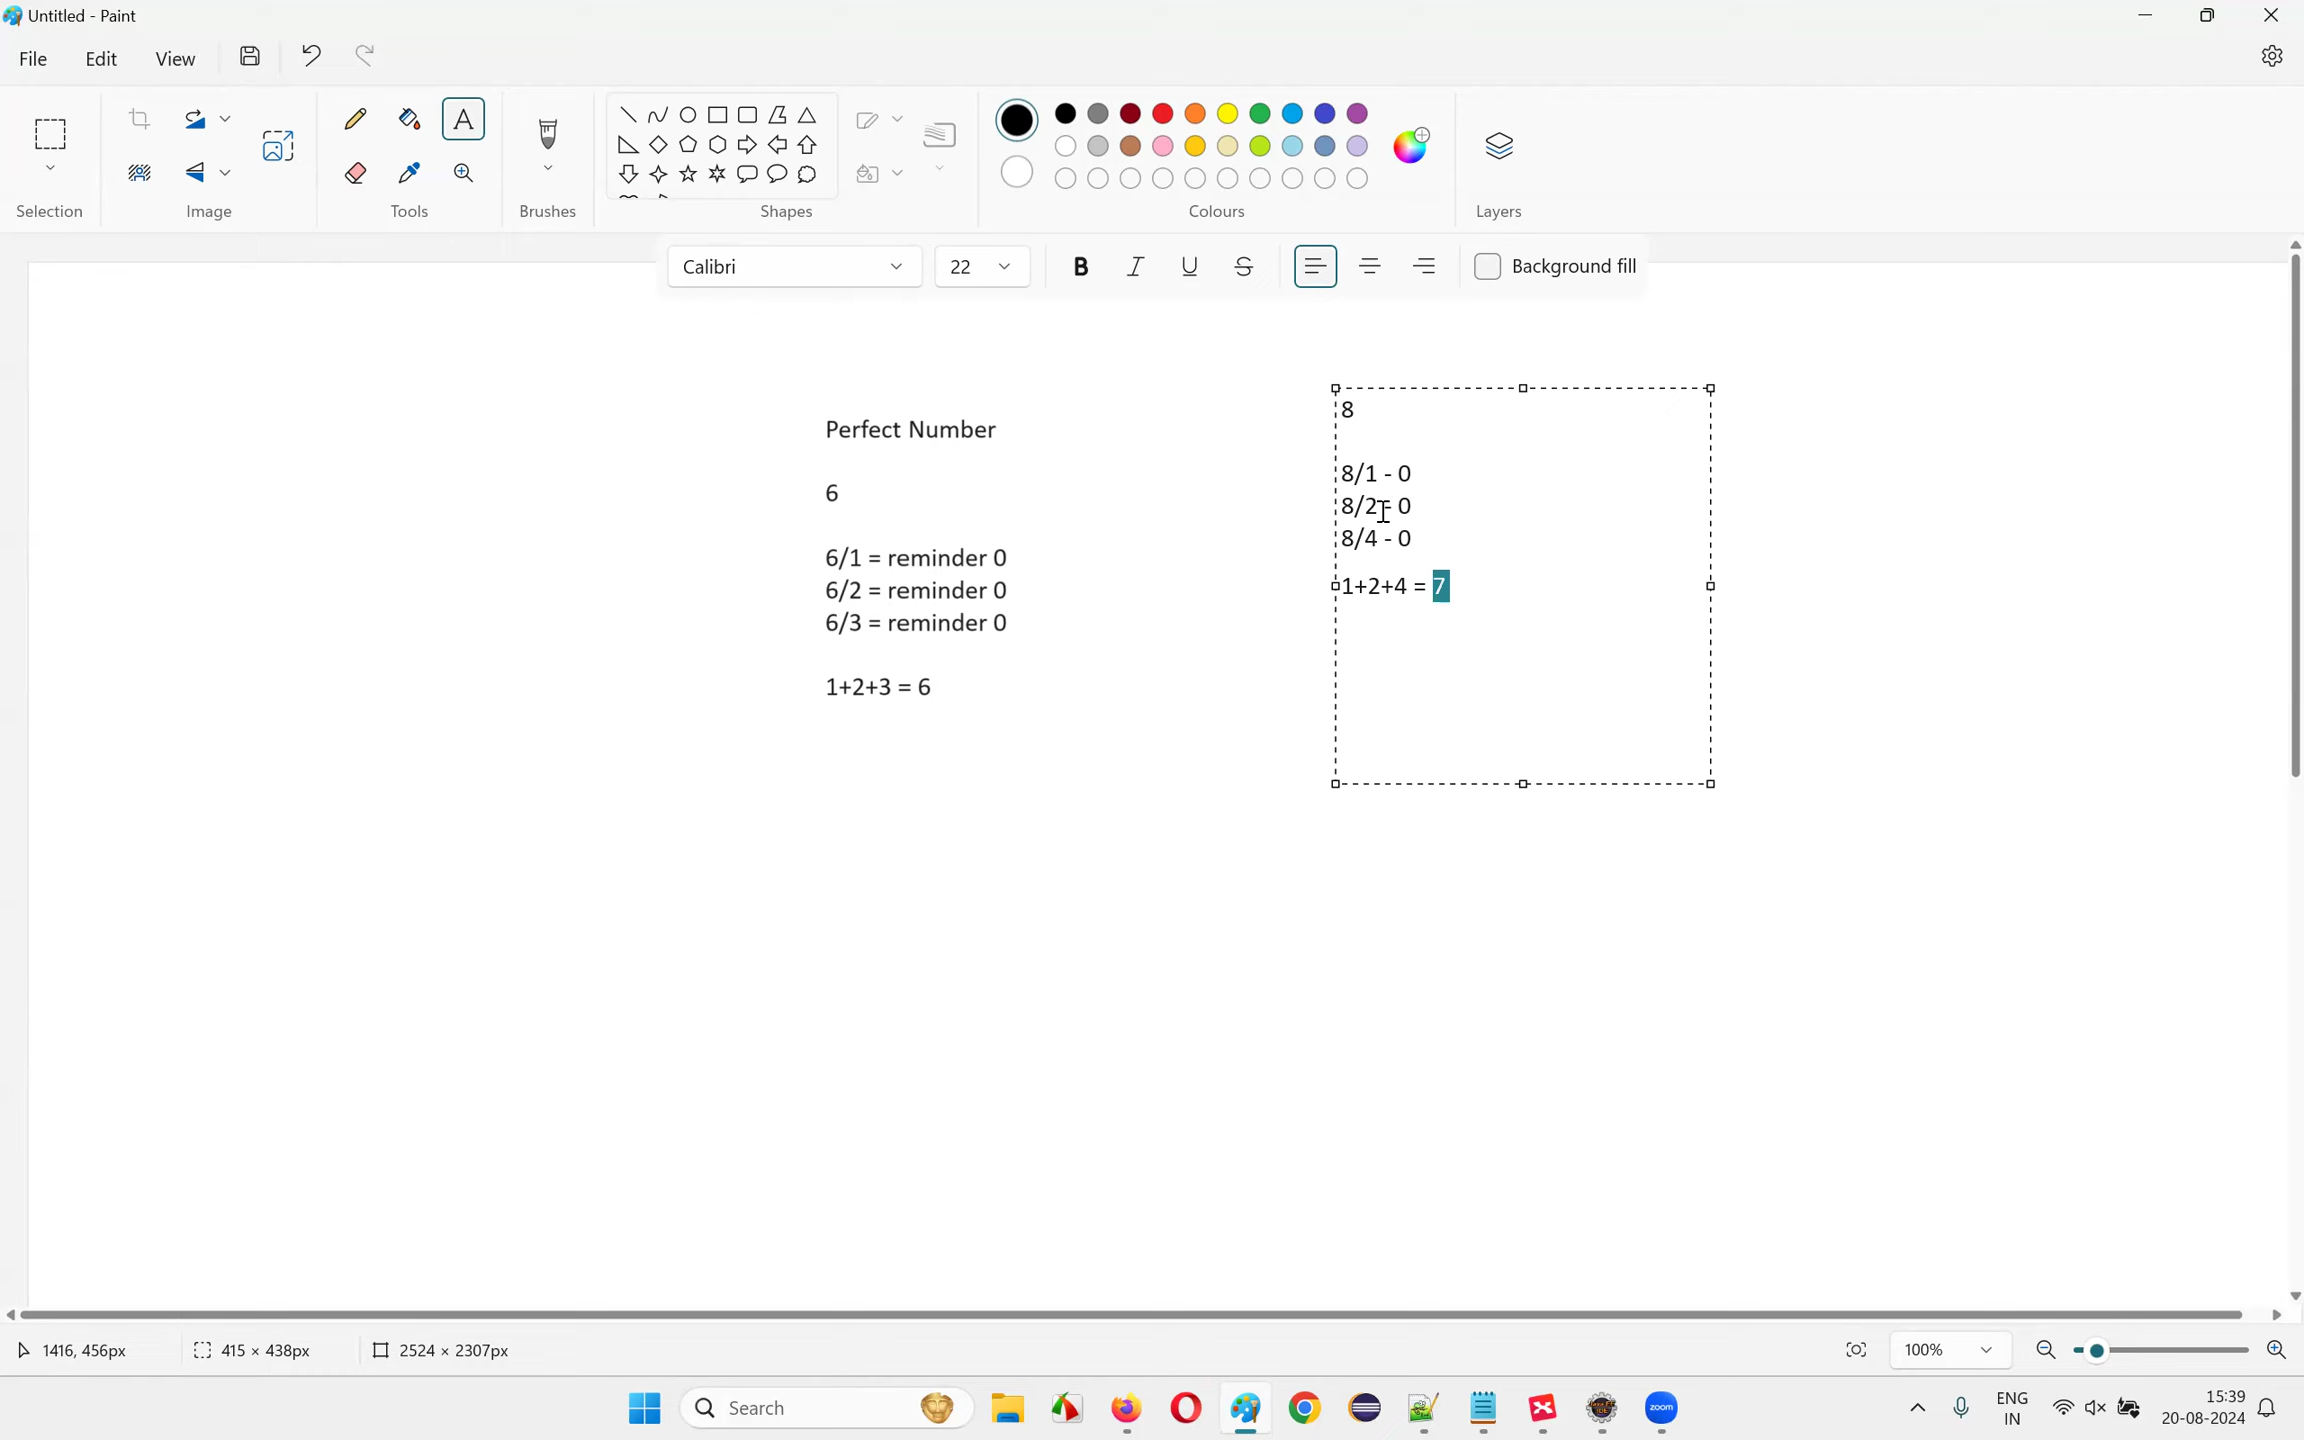 Untitled - Paint
File
Edit
View
Selection
Image
Tools
Brushes
Shapes
Colours
Layers
Calibri
22
B
I
U
S
Background fill
Perfect Number
6
6/1 = reminder 0
6/2 = reminder 0
6/3 = reminder 0
1+2+3 = 6
8
8/1 - 0
8/2 - 0
8/4 - 0
1+2+4 = 7
1416, 456px
415 × 438px
2524 × 2307px
100%
Search
zoom
ENG
IN
15:39
20-08-2024